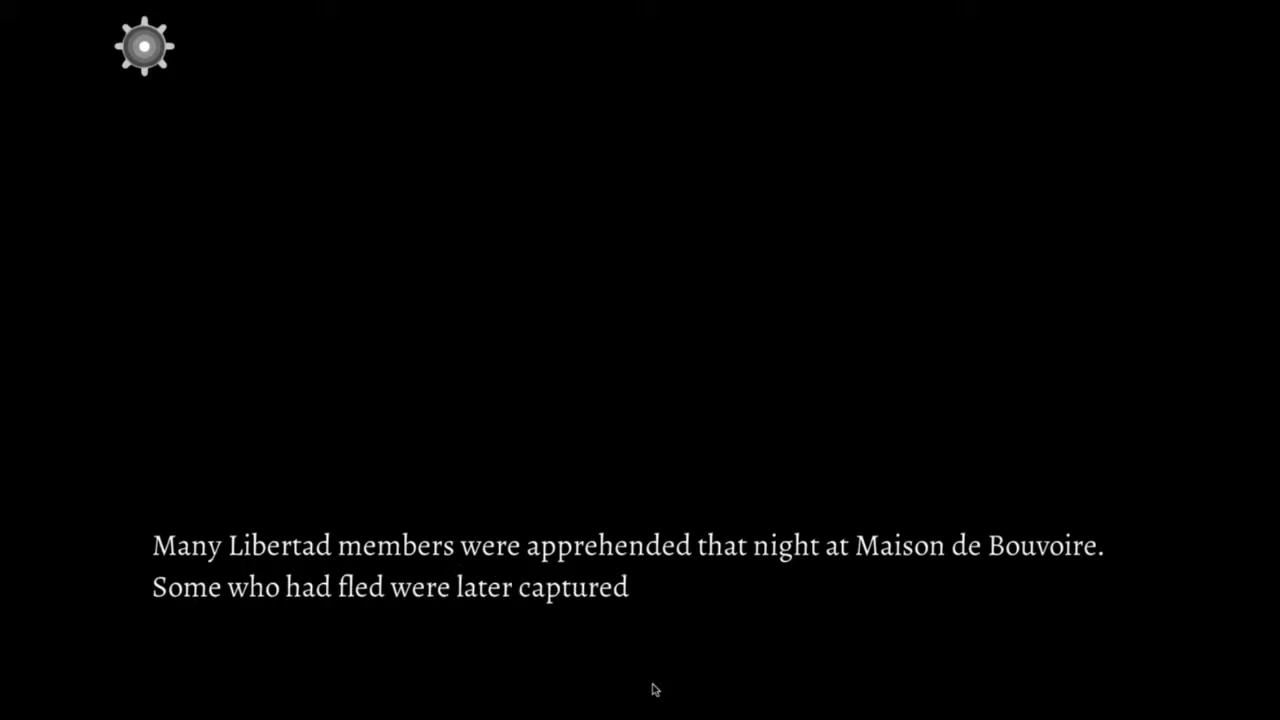 Many Libertad members were apprehended that night at Maison de Bouvoire.
Some who had fled were later captured